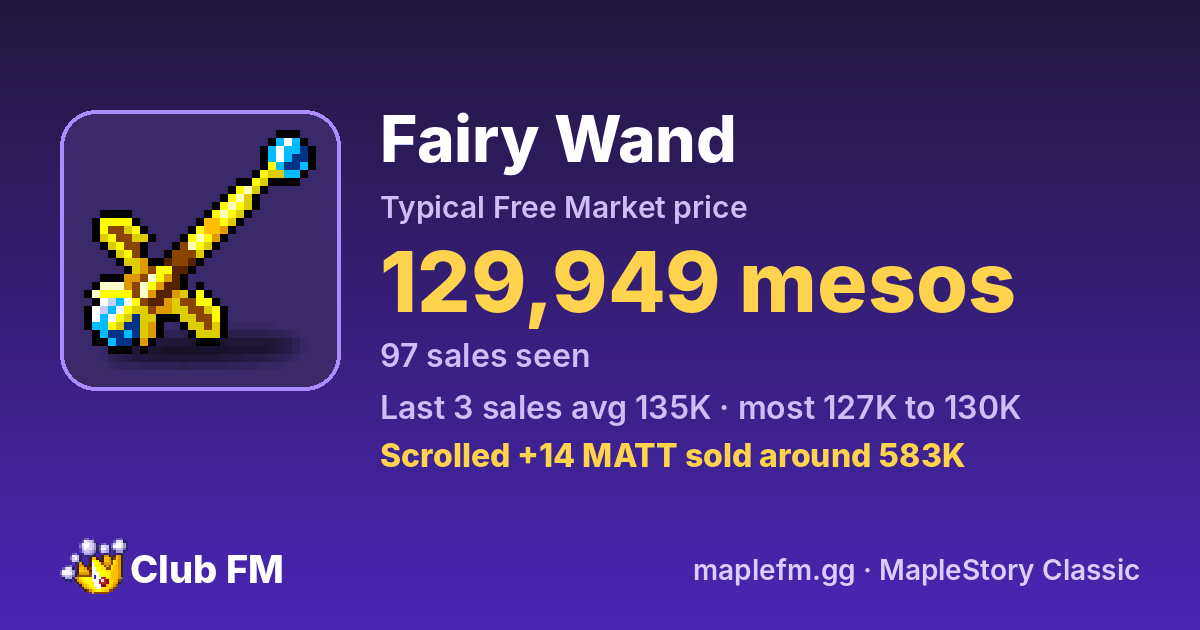 Fairy Wand
Typical Free Market price
129,949 mesos
97 sales seen
Last 3 sales avg 135K · most 127K to 130K
Scrolled +14 MATT sold around 583K
Club FM
maplefm.gg · MapleStory Classic